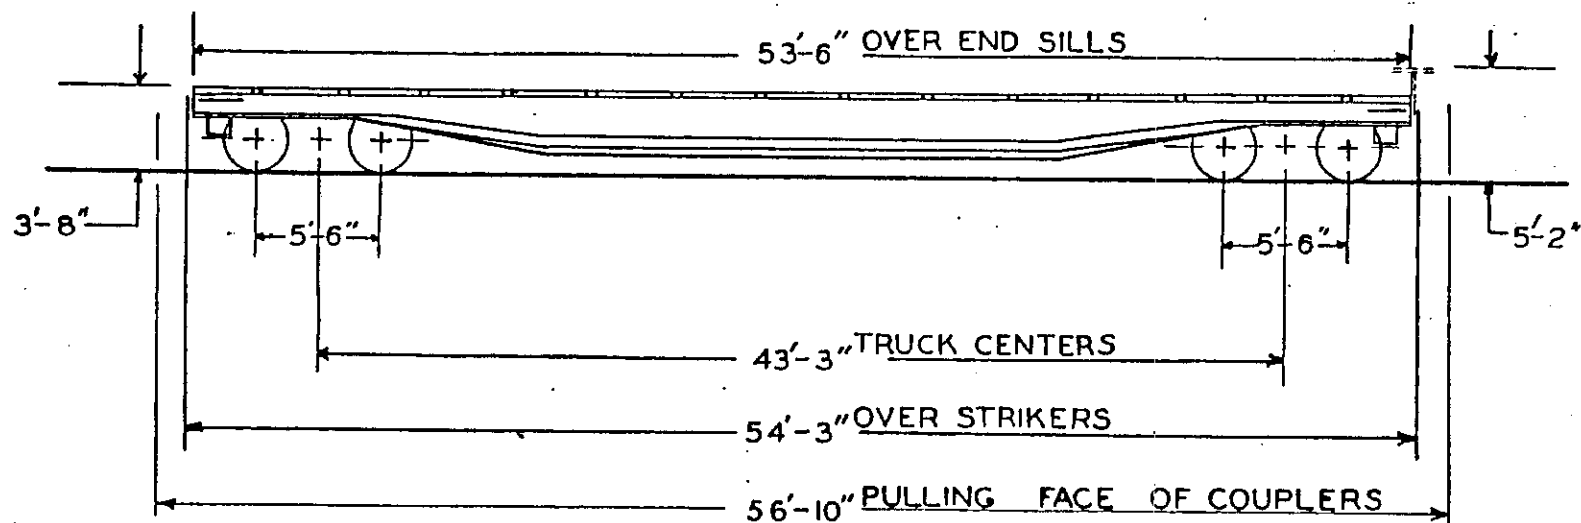 53'-6" OVER END SILLS
3'-8"
5'-6"
5'-6"
5'-2"
43'-3" TRUCK CENTERS
54'-3" OVER STRIKERS
56'-10" PULLING FACE OF COUPLERS